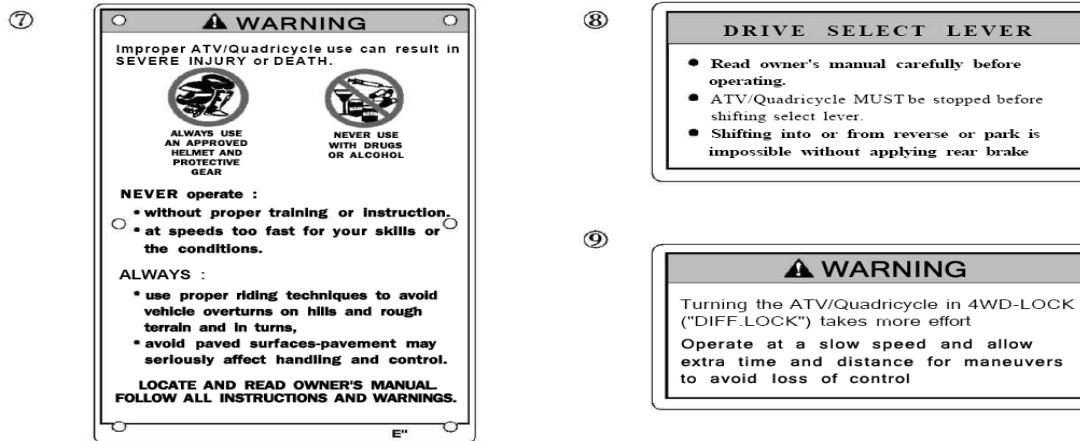 ⑦
WARNING
Improper ATV/Quadricycle use can result in
SEVERE INJURY or DEATH.
ALWAYS USE
AN APPROVED
HELMET AND
PROTECTIVE
GEAR
NEVER USE
WITH DRUGS
OR ALCOHOL
NEVER operate :
• without proper training or instruction.
• at speeds too fast for your skills or
the conditions.
ALWAYS :
• use proper riding techniques to avoid
vehicle overturns on hills and rough
terrain and in turns,
• avoid paved surfaces-pavement may
seriously affect handling and control.
LOCATE AND READ OWNER'S MANUAL.
FOLLOW ALL INSTRUCTIONS AND WARNINGS.
E"
⑧
DRIVE SELECT LEVER
● Read owner's manual carefully before
operating.
● ATV/Quadricycle MUST be stopped before
shifting select lever.
● Shifting into or from reverse or park is
impossible without applying rear brake
⑨
WARNING
Turning the ATV/Quadricycle in 4WD-LOCK
("DIFF.LOCK") takes more effort
Operate at a slow speed and allow
extra time and distance for maneuvers
to avoid loss of control